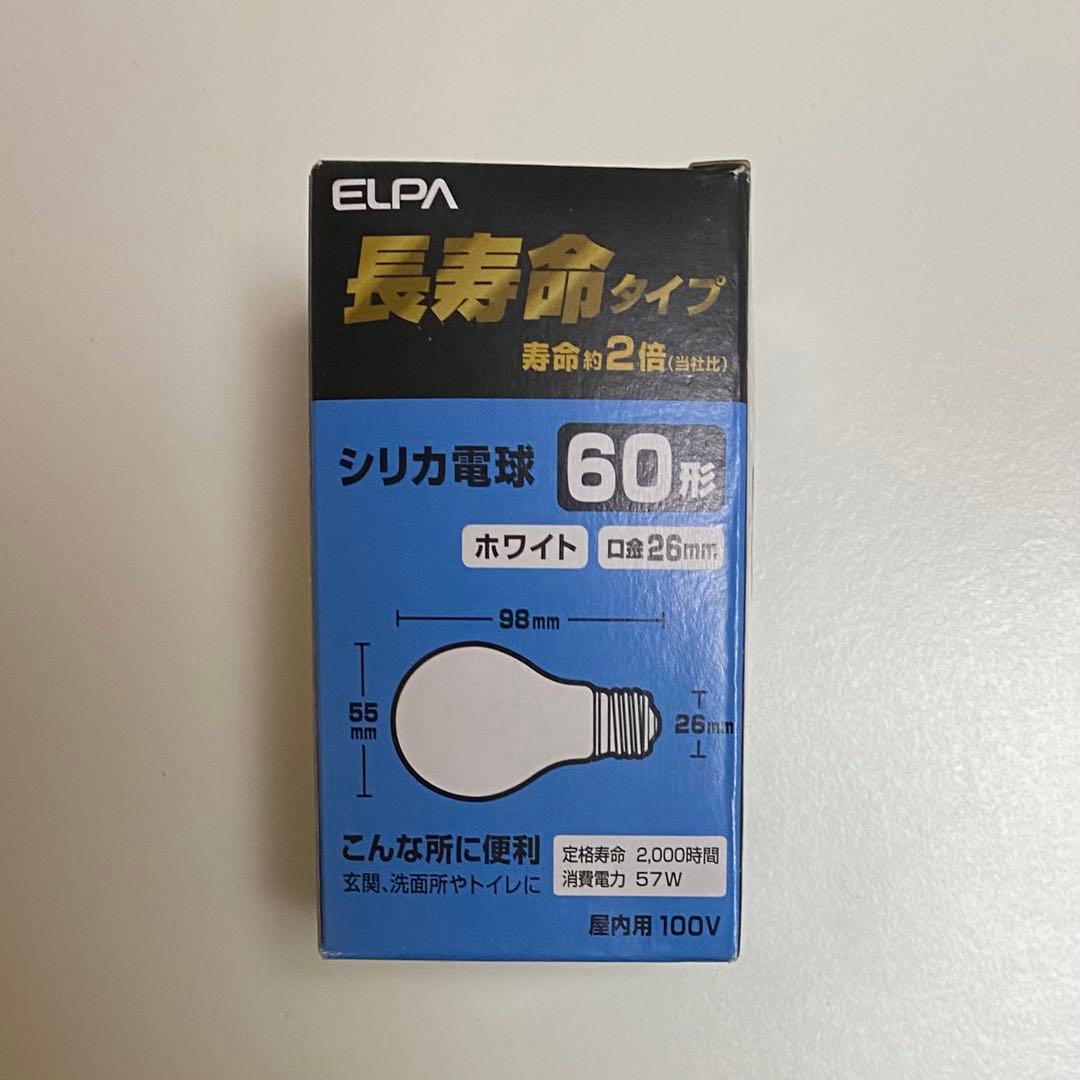 ELPA
長寿命タイプ
寿命約2倍(当社比)
シリカ電球 60形
ホワイト 口金26mm
98mm
55mm
26mm
こんな所に便利
玄関、洗面所やトイレに
定格寿命 2,000時間
消費電力 57W
屋内用 100V